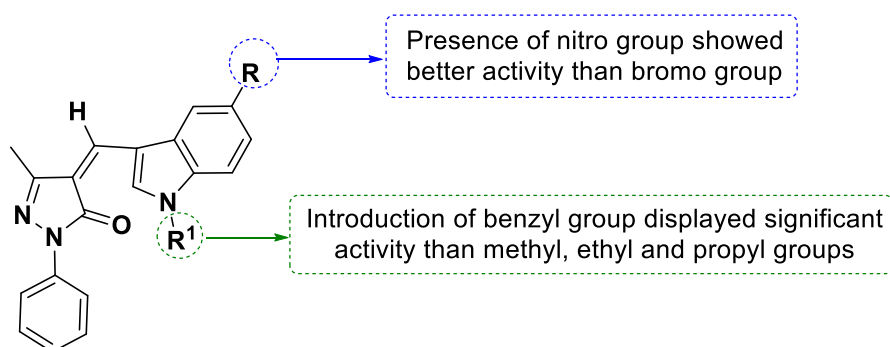 R
Presence of nitro group showed
better activity than bromo group
H
N
N
O
N
R¹
Introduction of benzyl group displayed significant
activity than methyl, ethyl and propyl groups